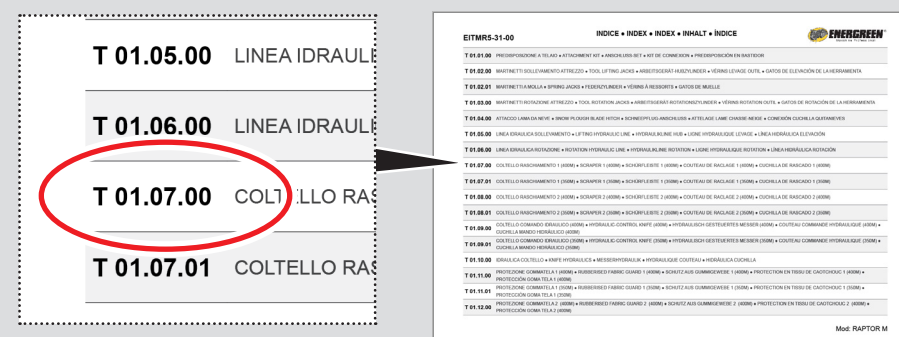 T 01.05.00 LINEA IDRAULI
T 01.06.00 LINEA IDRAULI
T 01.07.00 COLTELLO RAS
T 01.07.01 COLTELLO RAS
EITMR5-31-00
INDICE • INDEX • INDEX • INHALT • ÍNDICE
ENERGREEN
T 01.01.00 PREDISPOSIZIONE A TELAIO • ATTACHMENT KIT • ANSCHLUSS-SET • KIT DE CONNEXION • PREDISPOSICIÓN EN BASTIDOR
T 01.02.00 MARTINETTI SOLLEVAMENTO ATTREZZO • TOOL LIFTING JACKS • ARBEITSGERÄT-HUBZYLINDER • VÉRINS LEVAGE OUTIL • GATOS DE ELEVACIÓN DE LA HERRAMIENTA
T 01.02.01 MARTINETTI A MOLLA • SPRING JACKS • FEDERZYLINDER • VÉRINS À RESSORTS • GATOS DE MUELLE
T 01.03.00 MARTINETTI ROTAZIONE ATTREZZO • TOOL ROTATION JACKS • ARBEITSGERÄT-ROTATIONSZYLINDER • VÉRINS ROTATION OUTIL • GATOS DE ROTACIÓN DE LA HERRAMIENTA
T 01.04.00 ATTACCO LAMA DA NEVE • SNOW PLOUGH BLADE HITCH • SCHNEEPFLUG-ANSCHLUSS • ATTELAGE LAME CHASSE-NEIGE • CONEXIÓN CUCHILLA QUITANIEVES
T 01.05.00 LINEA IDRAULICA SOLLEVAMENTO • LIFTING HYDRAULIC LINE • HYDRAULIKLINIE HUB • LIGNE HYDRAULIQUE LEVAGE • LÍNEA HIDRÁULICA ELEVACIÓN
T 01.06.00 LINEA IDRAULICA ROTAZIONE • ROTATION HYDRAULIC LINE • HYDRAULIKLINIE ROTATION • LIGNE HYDRAULIQUE ROTATION • LÍNEA HIDRÁULICA ROTACIÓN
T 01.07.00 COLTELLO RASCHIAMENTO 1 (400M) • SCRAPER 1 (400M) • SCHÜRFLEISTE 1 (400M) • COUTEAU DE RACLAGE 1 (400M) • CUCHILLA DE RASCADO 1 (400M)
T 01.07.01 COLTELLO RASCHIAMENTO 1 (350M) • SCRAPER 1 (350M) • SCHÜRFLEISTE 1 (350M) • COUTEAU DE RACLAGE 1 (350M) • CUCHILLA DE RASCADO 1 (350M)
T 01.08.00 COLTELLO RASCHIAMENTO 2 (400M) • SCRAPER 2 (400M) • SCHÜRFLEISTE 2 (400M) • COUTEAU DE RACLAGE 2 (400M) • CUCHILLA DE RASCADO 2 (400M)
T 01.08.01 COLTELLO RASCHIAMENTO 2 (350M) • SCRAPER 2 (350M) • SCHÜRFLEISTE 2 (350M) • COUTEAU DE RACLAGE 2 (350M) • CUCHILLA DE RASCADO 2 (350M)
T 01.09.00 COLTELLO COMANDO IDRAULICO (400M) • HYDRAULIC-CONTROL KNIFE (400M) • HYDRAULISCH GESTEUERTES MESSER (400M) • COUTEAU COMMANDE HYDRAULIQUE (400M) •
CUCHILLA MANDO HIDRÁULICO (400M)
T 01.09.01 COLTELLO COMANDO IDRAULICO (350M) • HYDRAULIC-CONTROL KNIFE (350M) • HYDRAULISCH GESTEUERTES MESSER (350M) • COUTEAU COMMANDE HYDRAULIQUE (350M) •
CUCHILLA MANDO HIDRÁULICO (350M)
T 01.10.00 IDRAULICA COLTELLO • KNIFE HYDRAULICS • MESSERHYDRAULIK • HYDRAULIQUE COUTEAU • HIDRÁULICA CUCHILLA
T 01.11.00 PROTEZIONE GOMMATELA 1 (400M) • RUBBERISED FABRIC GUARD 1 (400M) • SCHUTZ AUS GUMMIGEWEBE 1 (400M) • PROTECTION EN TISSU DE CAOTCHOUC 1 (400M) •
PROTECCIÓN GOMA TELA 1 (400M)
T 01.11.01 PROTEZIONE GOMMATELA 1 (350M) • RUBBERISED FABRIC GUARD 1 (350M) • SCHUTZ AUS GUMMIGEWEBE 1 (350M) • PROTECTION EN TISSU DE CAOTCHOUC 1 (350M) •
PROTECCIÓN GOMA TELA 1 (350M)
T 01.12.00 PROTEZIONE GOMMATELA 2 (400M) • RUBBERISED FABRIC GUARD 2 (400M) • SCHUTZ AUS GUMMIGEWEBE 2 (400M) • PROTECTION EN TISSU DE CAOTCHOUC 2 (400M) •
PROTECCIÓN GOMA TELA 2 (400M)
Mod: RAPTOR M